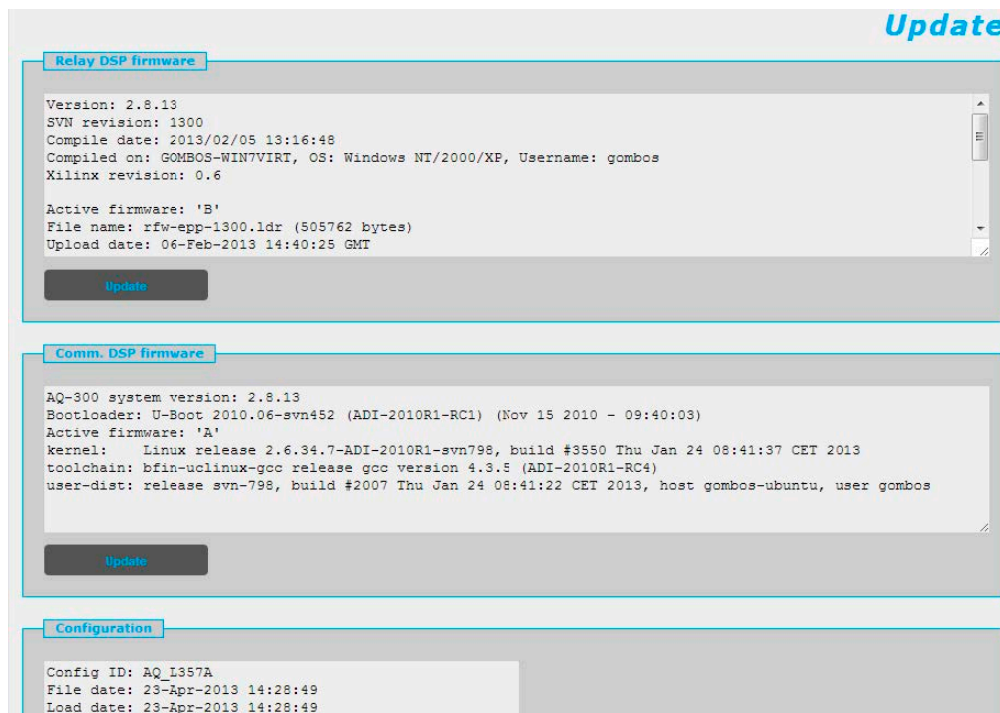 Update
Relay DSP firmware
Version: 2.8.13
SVN revision: 1300
Compile date: 2013/02/05 13:16:48
Compiled on: GOMBOS-WIN7VIRT, OS: Windows NT/2000/XP, Username: gombos
Xilinx revision: 0.6
Active firmware: 'B'
File name: rfw-epp-1300.ldr (505762 bytes)
Upload date: 06-Feb-2013 14:40:25 GMT
Update
Comm. DSP firmware
AQ-300 system version: 2.8.13
Bootloader: U-Boot 2010.06-svn452 (ADI-2010R1-RC1) (Nov 15 2010 - 09:40:03)
Active firmware: 'A'
kernel: Linux release 2.6.34.7-ADI-2010R1-svn798, build #3550 Thu Jan 24 08:41:37 CET 2013
toolchain: bfin-uclinux-gcc release gcc version 4.3.5 (ADI-2010R1-RC4)
user-dist: release svn-798, build #2007 Thu Jan 24 08:41:22 CET 2013, host gombos-ubuntu, user gombos
Update
Configuration
Config ID: AQ_L357A
File date: 23-Apr-2013 14:28:49
Load date: 23-Apr-2013 14:28:49